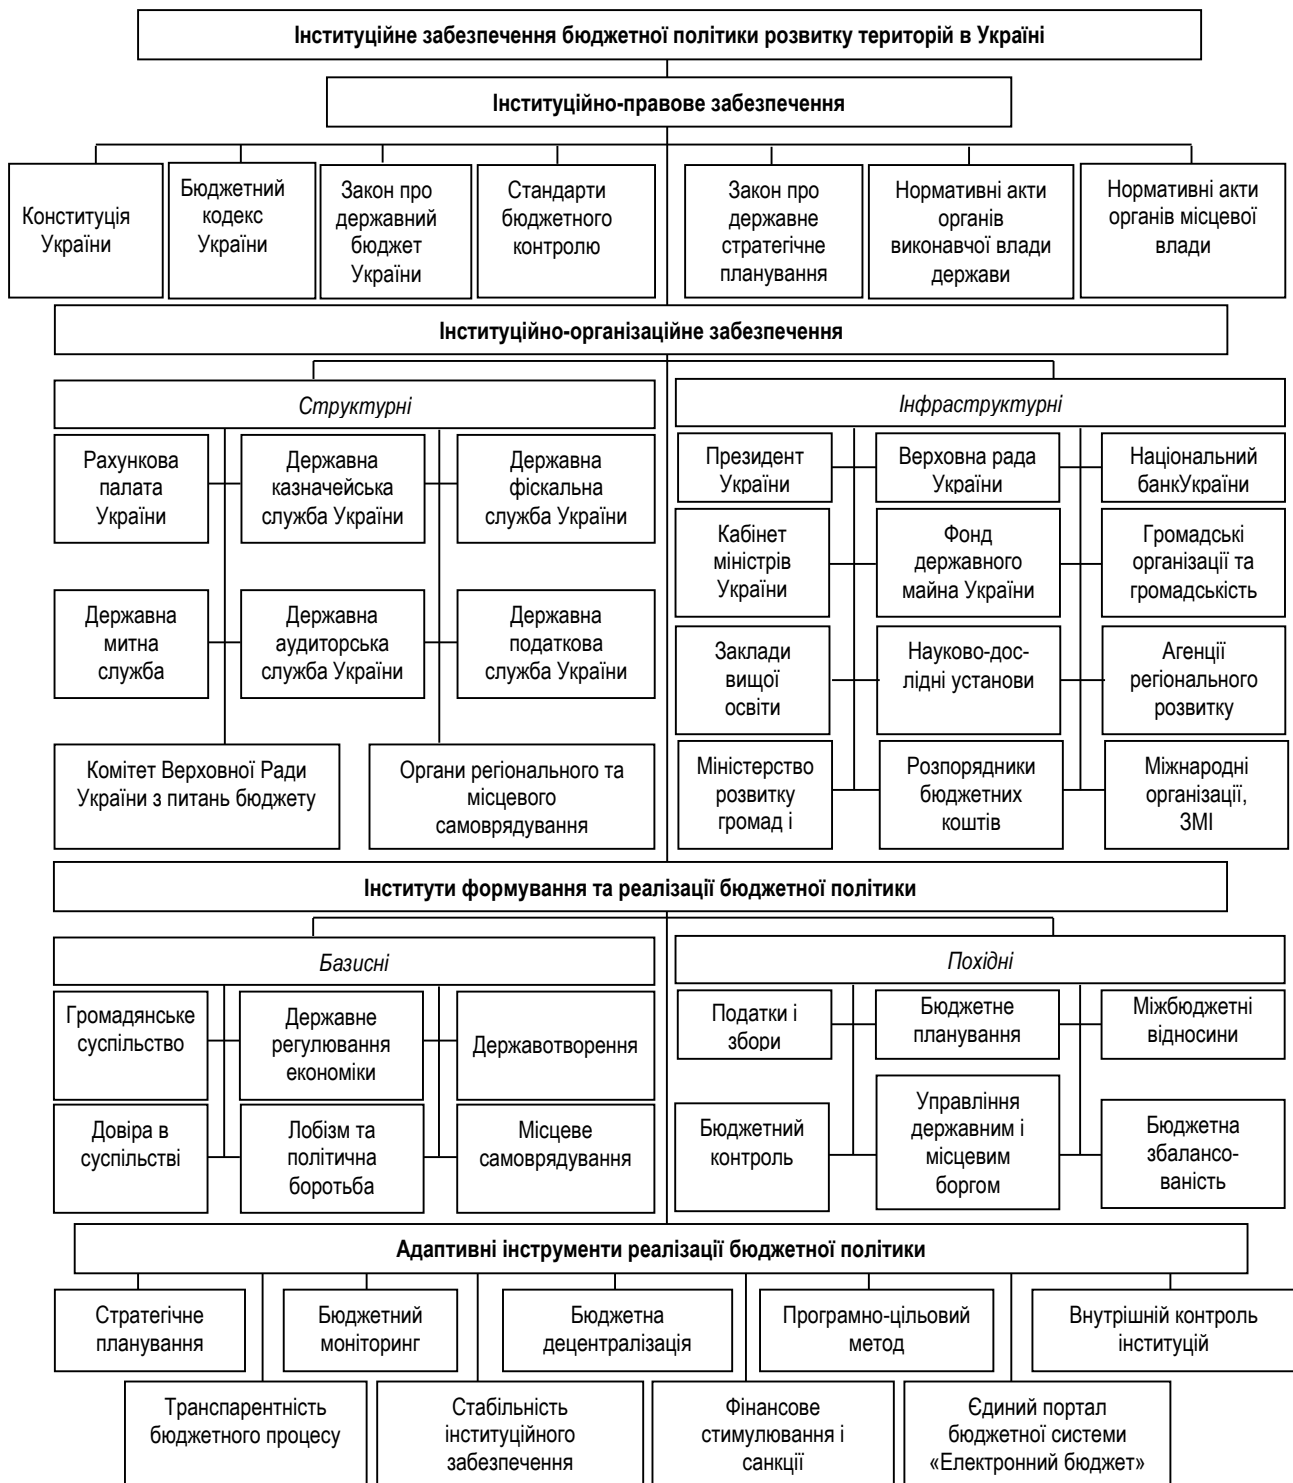 Інституційне забезпечення бюджетної політики розвитку територій в Україні
Інституційно-правове забезпечення
Конституція
України
Бюджетний
кодекс
України
Закон про
державний
бюджет
України
Стандарти
бюджетного
контролю
Закон про
державне
стратегічне
планування
Нормативні акти
органів
виконавчої влади
держави
Нормативні акти
органів місцевої
влади
Інституційно-організаційне забезпечення
Структурні
Рахункова
палата
України
Державна
казначейська
служба України
Державна
фіскальна
служба України
Державна
митна
служба
Державна
аудиторська
служба України
Державна
податкова
служба України
Комітет Верховної Ради
України з питань бюджету
Органи регіонального та
місцевого
самоврядування
Інфраструктурні
Президент
України
Верховна рада
України
Національний
банкУкраїни
Кабінет
міністрів
України
Фонд
державного
майна України
Громадські
організації та
громадськість
Заклади
вищої
освіти
Науково-дос-
лідні установи
Агенції
регіонального
розвитку
Міністерство
розвитку
громад і
Розпорядники
бюджетних
коштів
Міжнародні
організації,
ЗМІ
Інститути формування та реалізації бюджетної політики
Базисні
Громадянське
суспільство
Державне
регулювання
економіки
Державотворення
Довіра в
суспільстві
Лобізм та
політична
боротьба
Місцеве
самоврядування
Похідні
Податки і
збори
Бюджетне
планування
Міжбюджетні
відносини
Бюджетний
контроль
Управління
державним і
місцевим
боргом
Бюджетна
збалансо-
ваність
Адаптивні інструменти реалізації бюджетної політики
Стратегічне
планування
Бюджетний
моніторинг
Бюджетна
децентралізація
Програмно-цільовий
метод
Внутрішній контроль
інституцій
Транспарентність
бюджетного процесу
Стабільність
інституційного
забезпечення
Фінансове
стимулювання і
санкції
Єдиний портал
бюджетної системи
«Електронний бюджет»